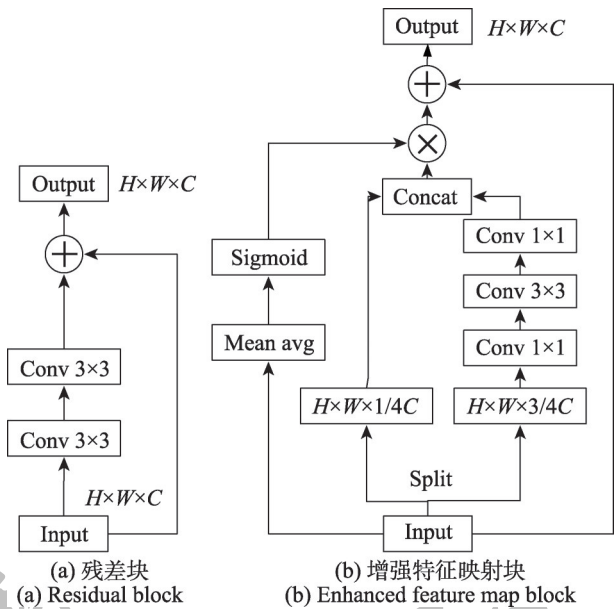 Output H×W×C
Conv 3×3
Conv 3×3
H×W×C
Input
(a) 残差块
(a) Residual block
Output H×W×C
Concat
Sigmoid
Mean avg
Conv 1×1
Conv 3×3
Conv 1×1
H×W×1/4C
H×W×3/4C
Split
Input
(b) 增强特征映射块
(b) Enhanced feature map block